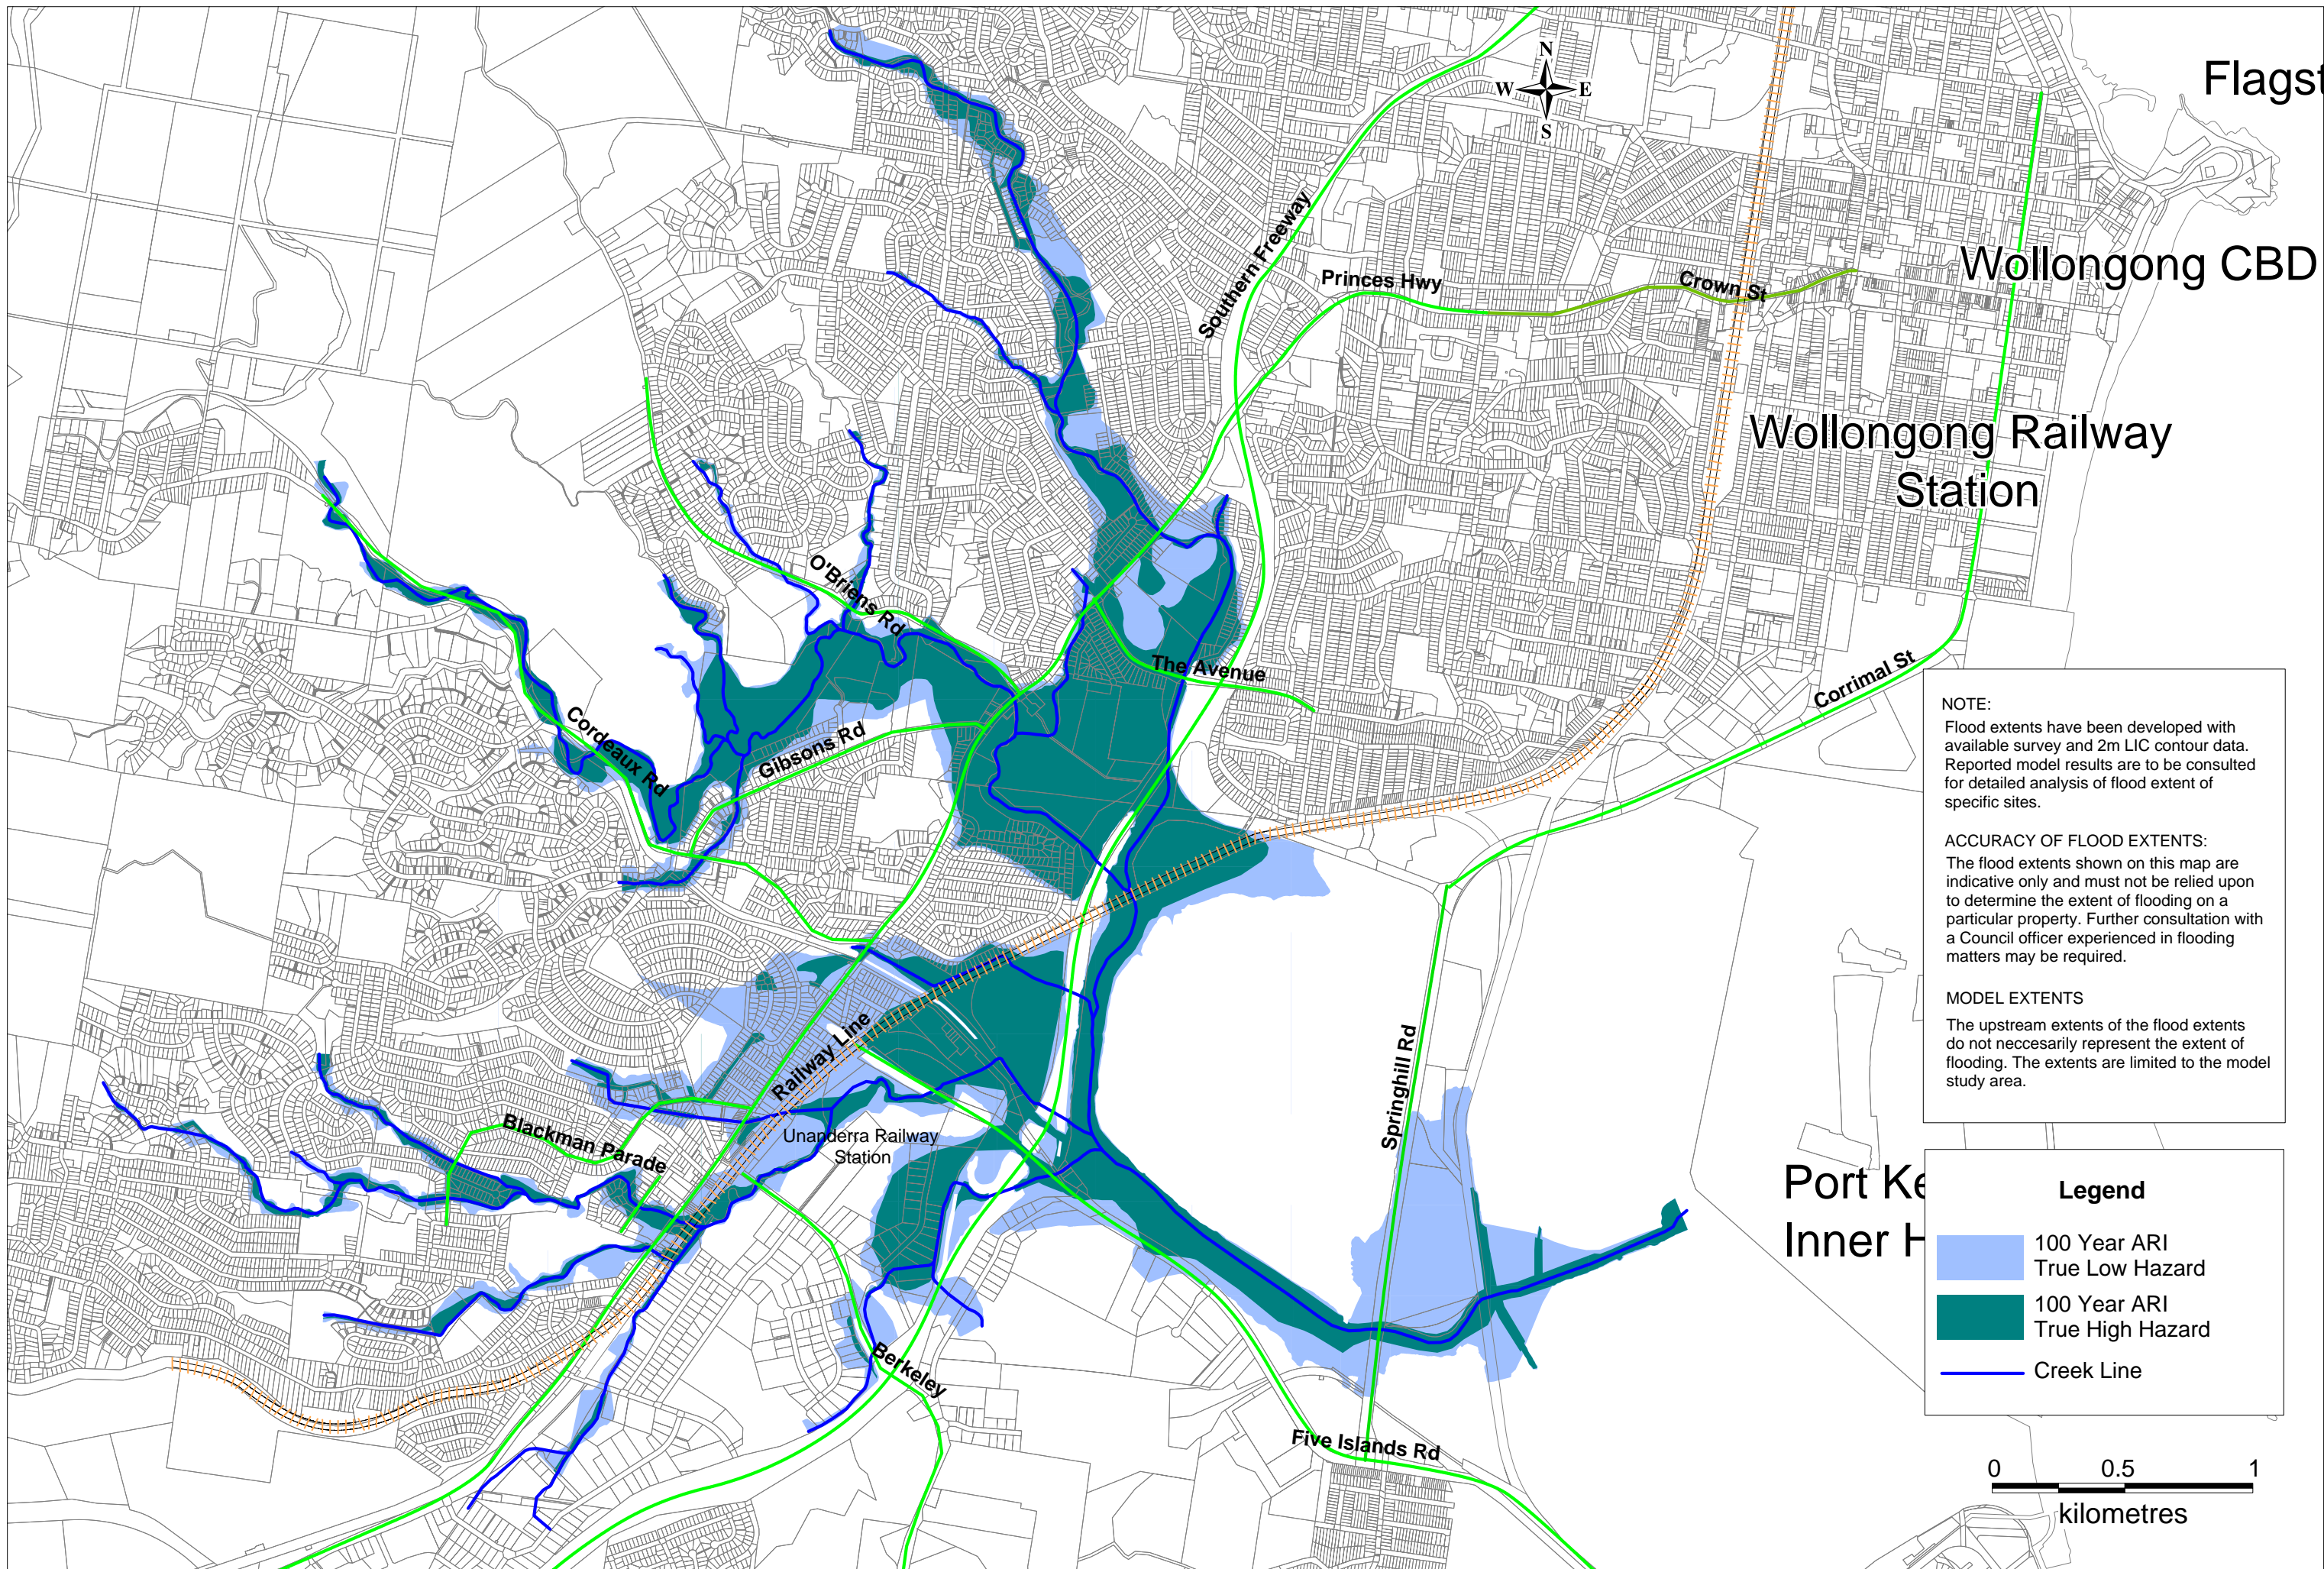 N
W E
S
Flagst
Wollongong CBD
Southern Freeway
Princes Hwy
Crown St
Wollongong Railway
Station
O'Briens Rd
The Avenue
Corrimal St
Cordeaux Rd
Gibsons Rd
Railway Line
Springhill Rd
Blackman Parade
Unanderra Railway
Station
Berkeley
Five Islands Rd
Port Ke
Inner H
NOTE:
Flood extents have been developed with
available survey and 2m LIC contour data.
Reported model results are to be consulted
for detailed analysis of flood extent of
specific sites.
ACCURACY OF FLOOD EXTENTS:
The flood extents shown on this map are
indicative only and must not be relied upon
to determine the extent of flooding on a
particular property. Further consultation with
a Council officer experienced in flooding
matters may be required.
MODEL EXTENTS
The upstream extents of the flood extents
do not neccesarily represent the extent of
flooding. The extents are limited to the model
study area.
Legend
100 Year ARI
True Low Hazard
100 Year ARI
True High Hazard
Creek Line
0 0.5 1
kilometres